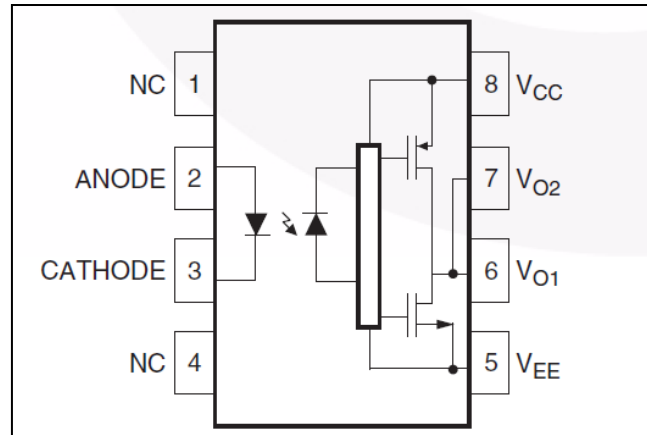 NC 1
ANODE 2
CATHODE 3
NC 4
8 VCC
7 VO2
6 VO1
5 VEE